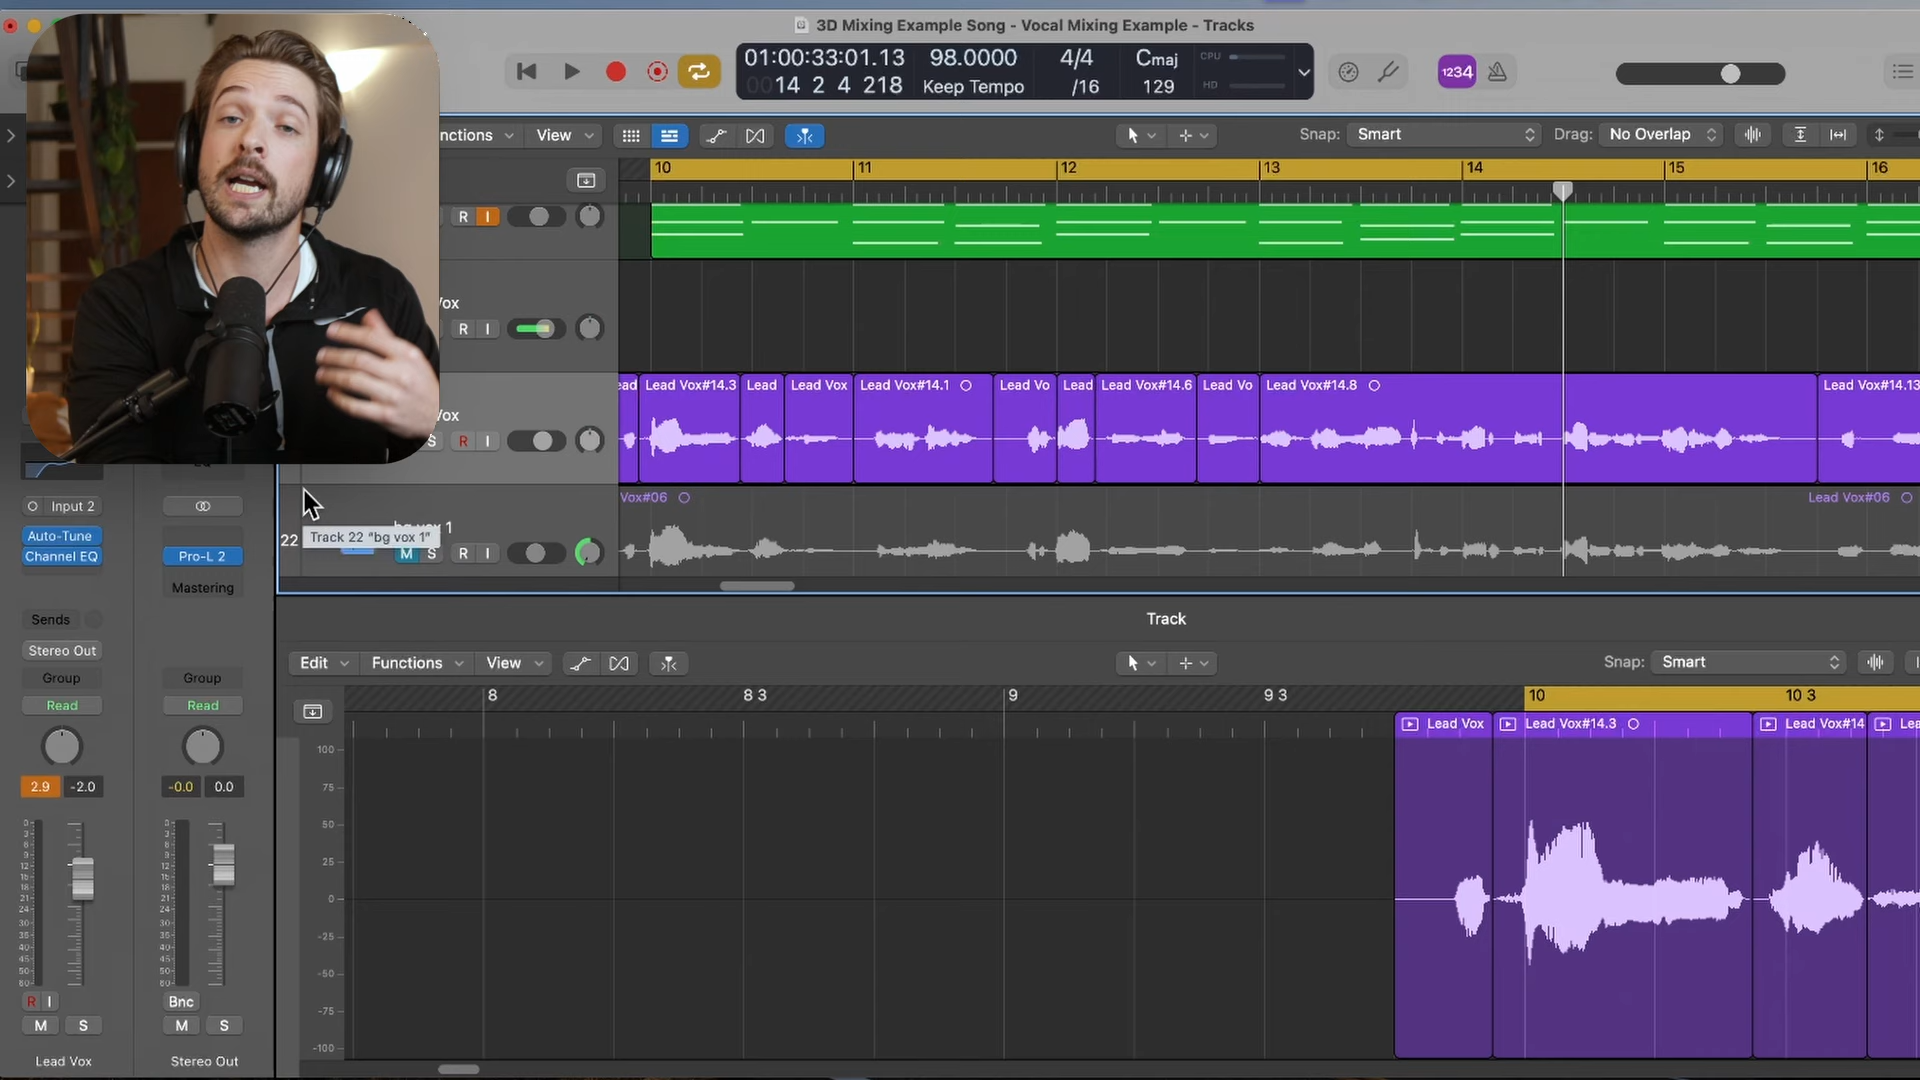 3D Mixing Example Song - Vocal Mixing Example - Tracks
01:00:33:01.13 98.0000 4/4 Cmaj CPU
0014 2 4 218 Keep Tempo /16 129 HD
1234
nctions View Snap: Smart Drag: No Overlap
10 11 12 13 14 15 16
R I
Vox
R I
ead Lead Vox#14.3 Lead Lead Vox Lead Vox#14.1 Lead Vo Lead Lead Vox#14.6 Lead Vo Lead Vox#14.8 Lead Vox#14.13
Vox
S R I
Vox#06 Lead Vox#06
bg vox 1
22 Track 22 "bg vox 1"
M S R I
Input 2
Auto-Tune
Channel EQ Pro-L 2
Mastering
Sends
Stereo Out
Group Group
Read Read
2.9 -2.0 -0.0 0.0
R I Bnc
M S M S
Lead Vox Stereo Out
Track
Edit Functions View Snap: Smart
8 8 3 9 9 3 10 10 3
Lead Vox Lead Vox#14.3 Lead Vox#14 Lea
100
75
50
25
0
-25
-50
-75
-100